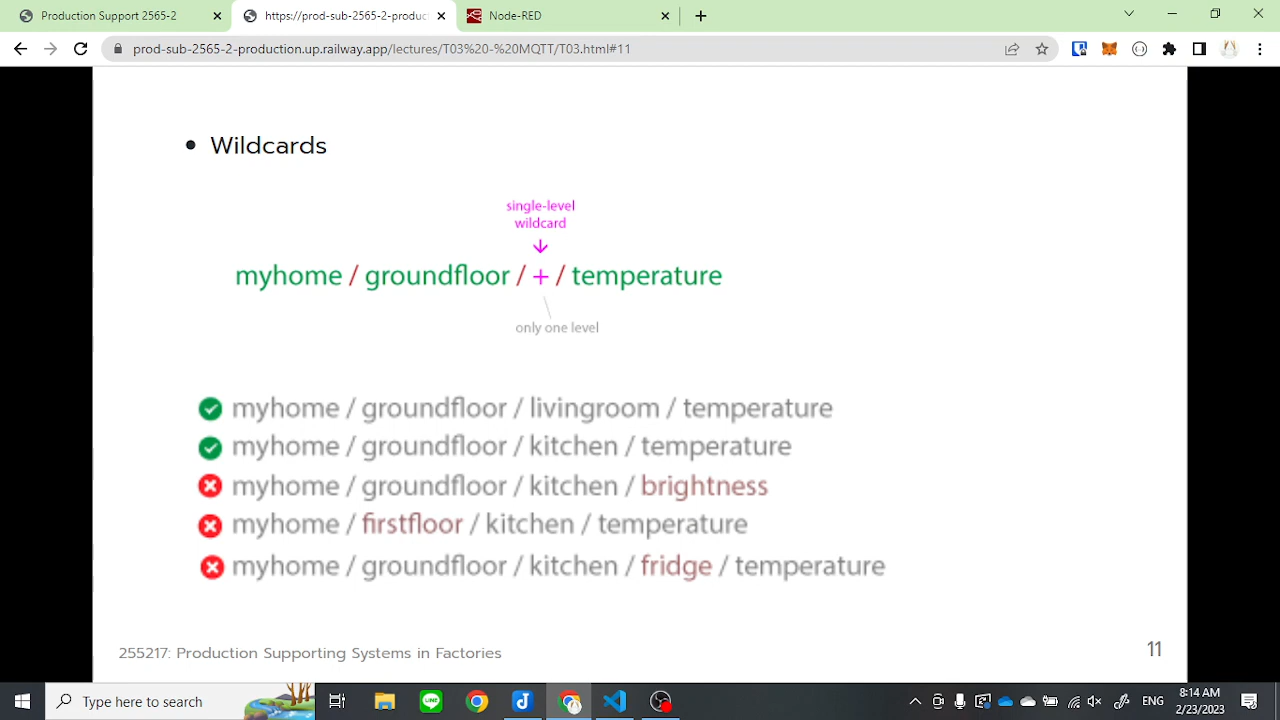 Production Support 2565-2
https://prod-sub-2565-2-produc
Node-RED
prod-sub-2565-2-production.up.railway.app/lectures/T03%20-%20MQTT/T03.html#11
• Wildcards
single-level
wildcard
myhome / groundfloor / + / temperature
only one level
myhome / groundfloor / livingroom / temperature
myhome / groundfloor / kitchen / temperature
myhome / groundfloor / kitchen / brightness
myhome / firstfloor / kitchen / temperature
myhome / groundfloor / kitchen / fridge / temperature
255217: Production Supporting Systems in Factories
11
Type here to search
LINE
ENG
8:14 AM
2/23/2023